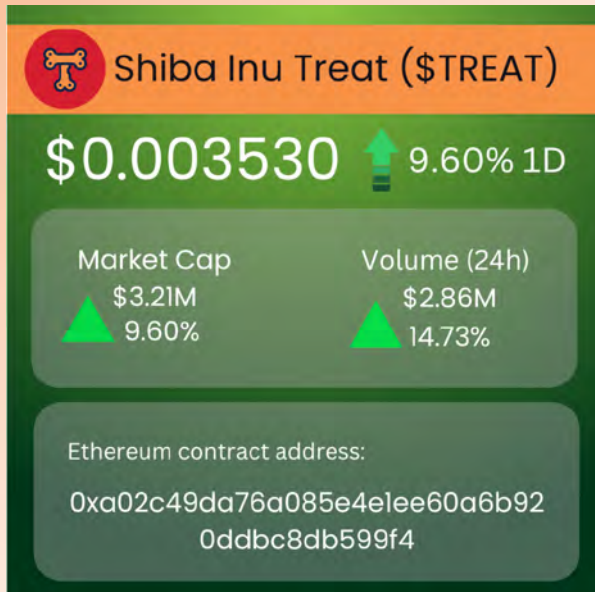 Shiba Inu Treat ($TREAT)
$0.003530 9.60% 1D
Market Cap Volume (24h)
$3.21M $2.86M
9.60% 14.73%
Ethereum contract address:
0xa02c49da76a085e4e1ee60a6b92
0ddbc8db599f4